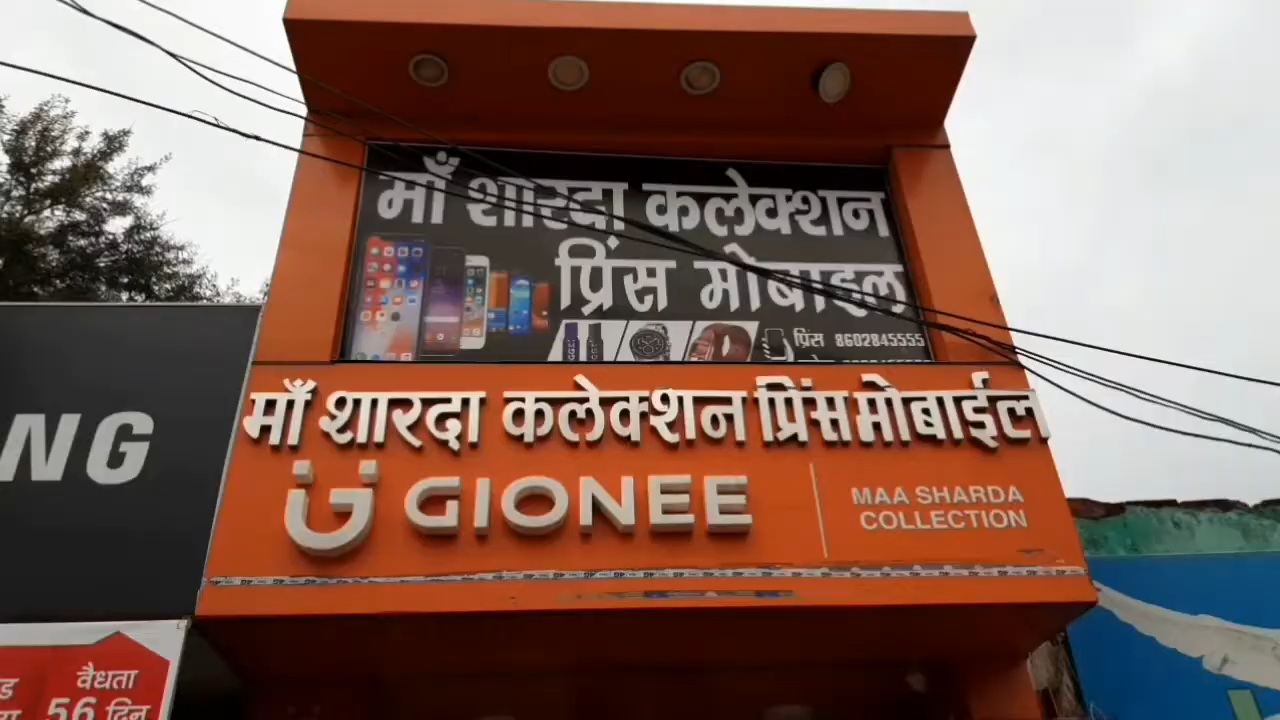 माँ शारदा कलेक्शन
प्रिंस मोबाइल
प्रिंस 8602845555
माँ शारदा कलेक्शन प्रिंस मोबाईल
GIONEE
MAA SHARDA
COLLECTION
NG
वैधता
56 दिन